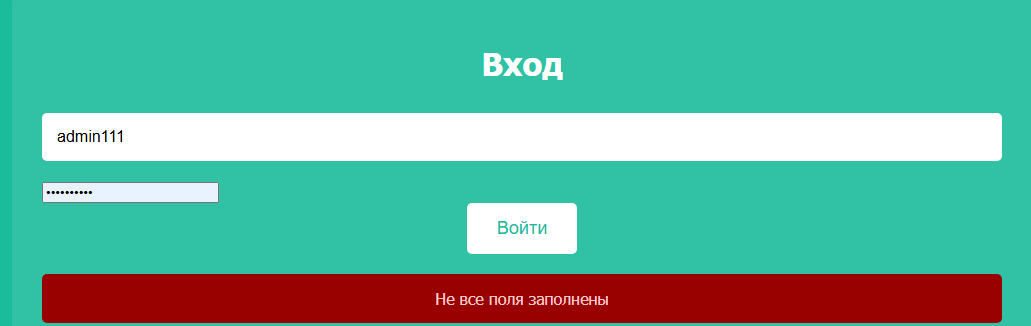 Вход
admin111
••••••••••
Войти
Не все поля заполнены